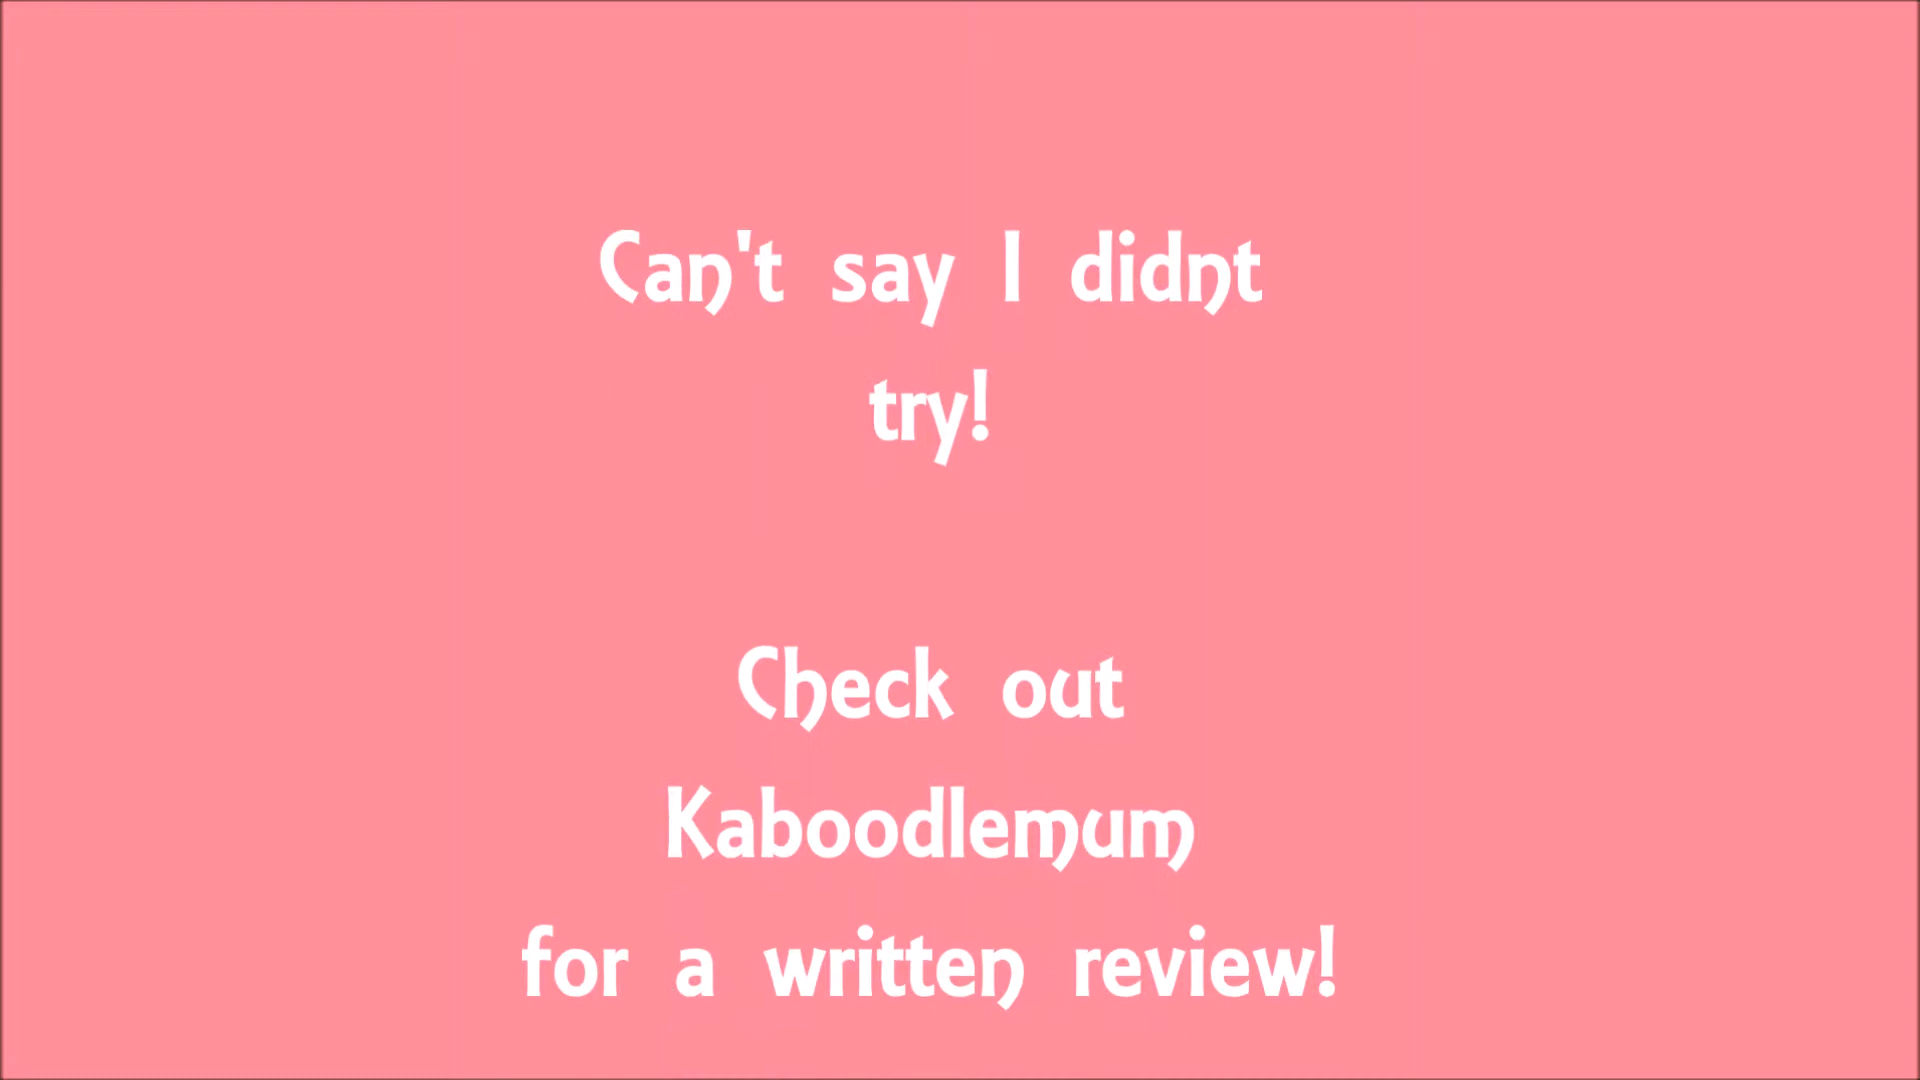 Can't say I didnt
try!
Check out
Kaboodlemum
for a written review!